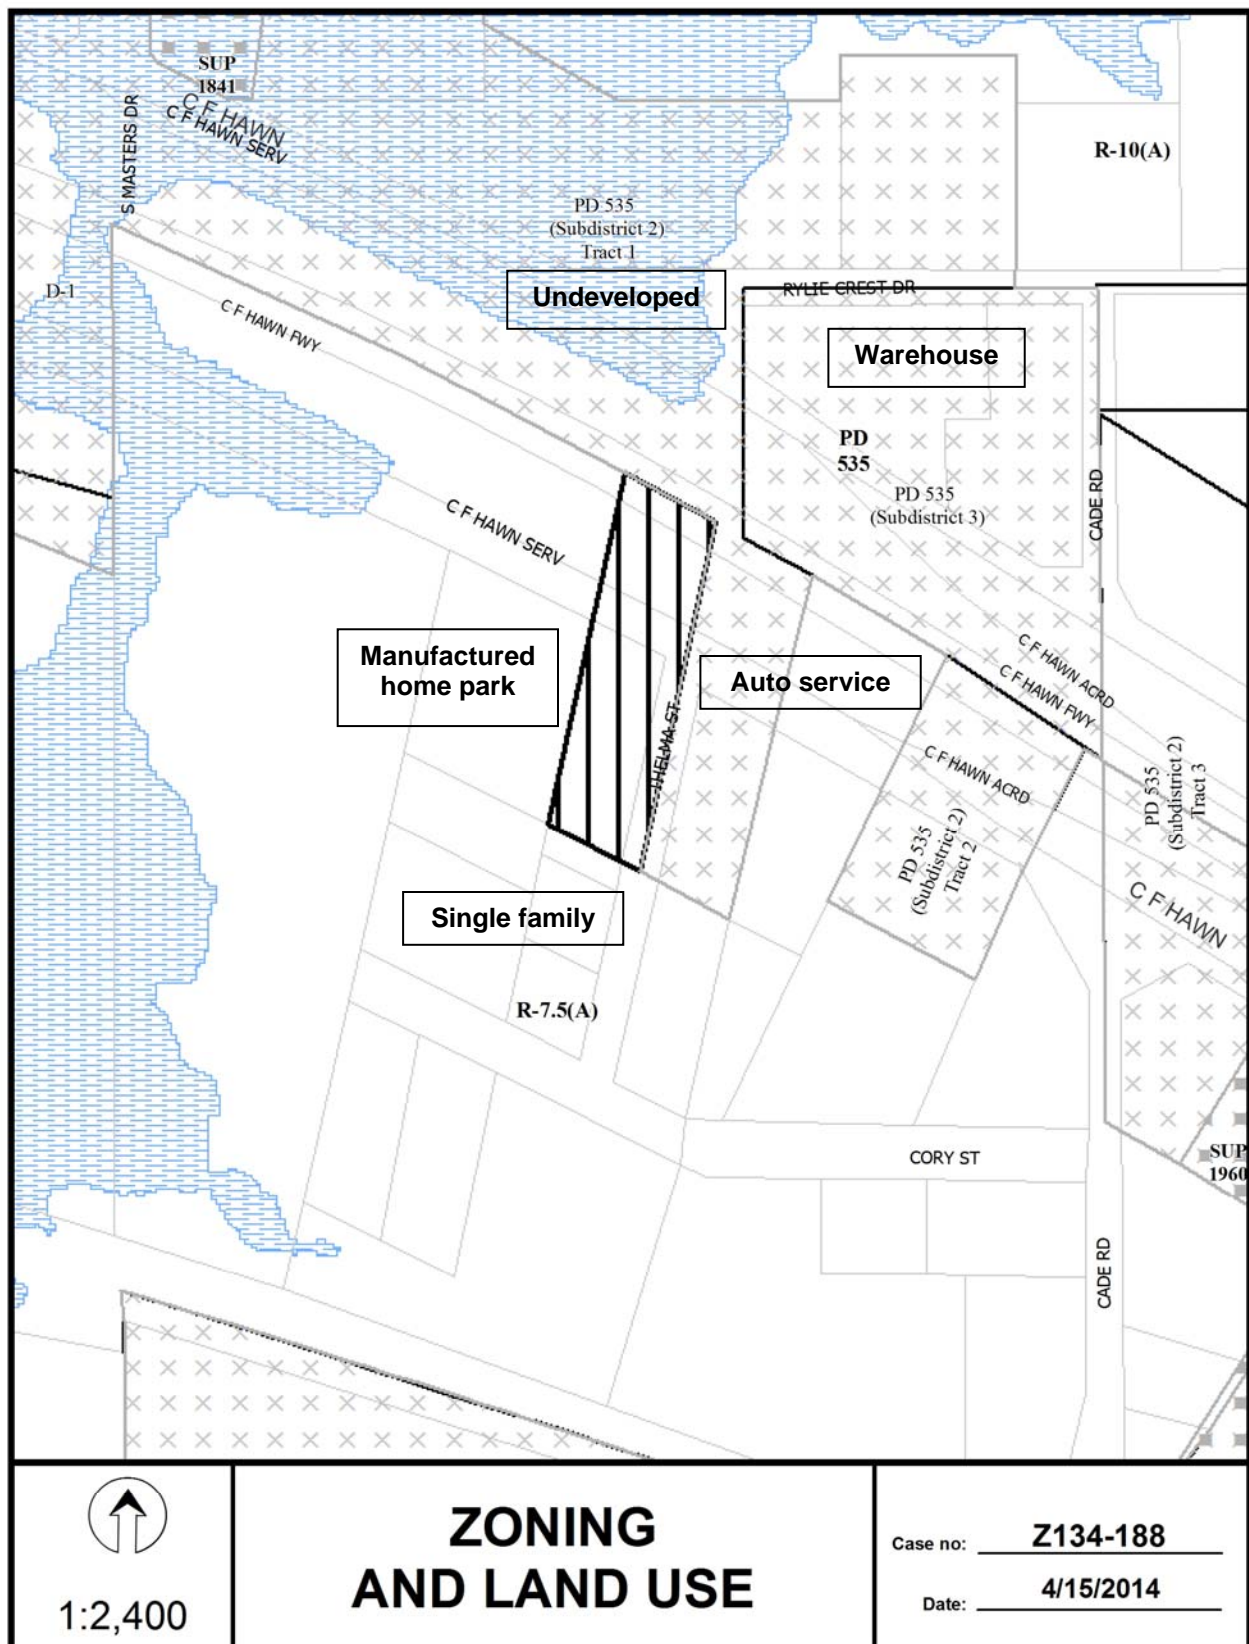 SUP
1841
C F HAWN
C F HAWN SERV
S MASTERS DR
R-10(A)
PD 535
(Subdistrict 2)
Tract 1
D-1
Undeveloped
RYLIE CREST DR
C F HAWN FWY
Warehouse
PD
535
PD 535
(Subdistrict 3)
CADE RD
C F HAWN SERV
Manufactured
home park
Auto service
C F HAWN ACRD
C F HAWN FWY
THELMA ST
C F HAWN ACRD
PD 535
(Subdistrict 2)
Tract 3
PD 535
(Subdistrict 2)
Tract 2
C F HAWN
Single family
R-7.5(A)
CORY ST
SUP
1960
CADE RD
1:2,400
ZONING
AND LAND USE
Case no: Z134-188
Date: 4/15/2014